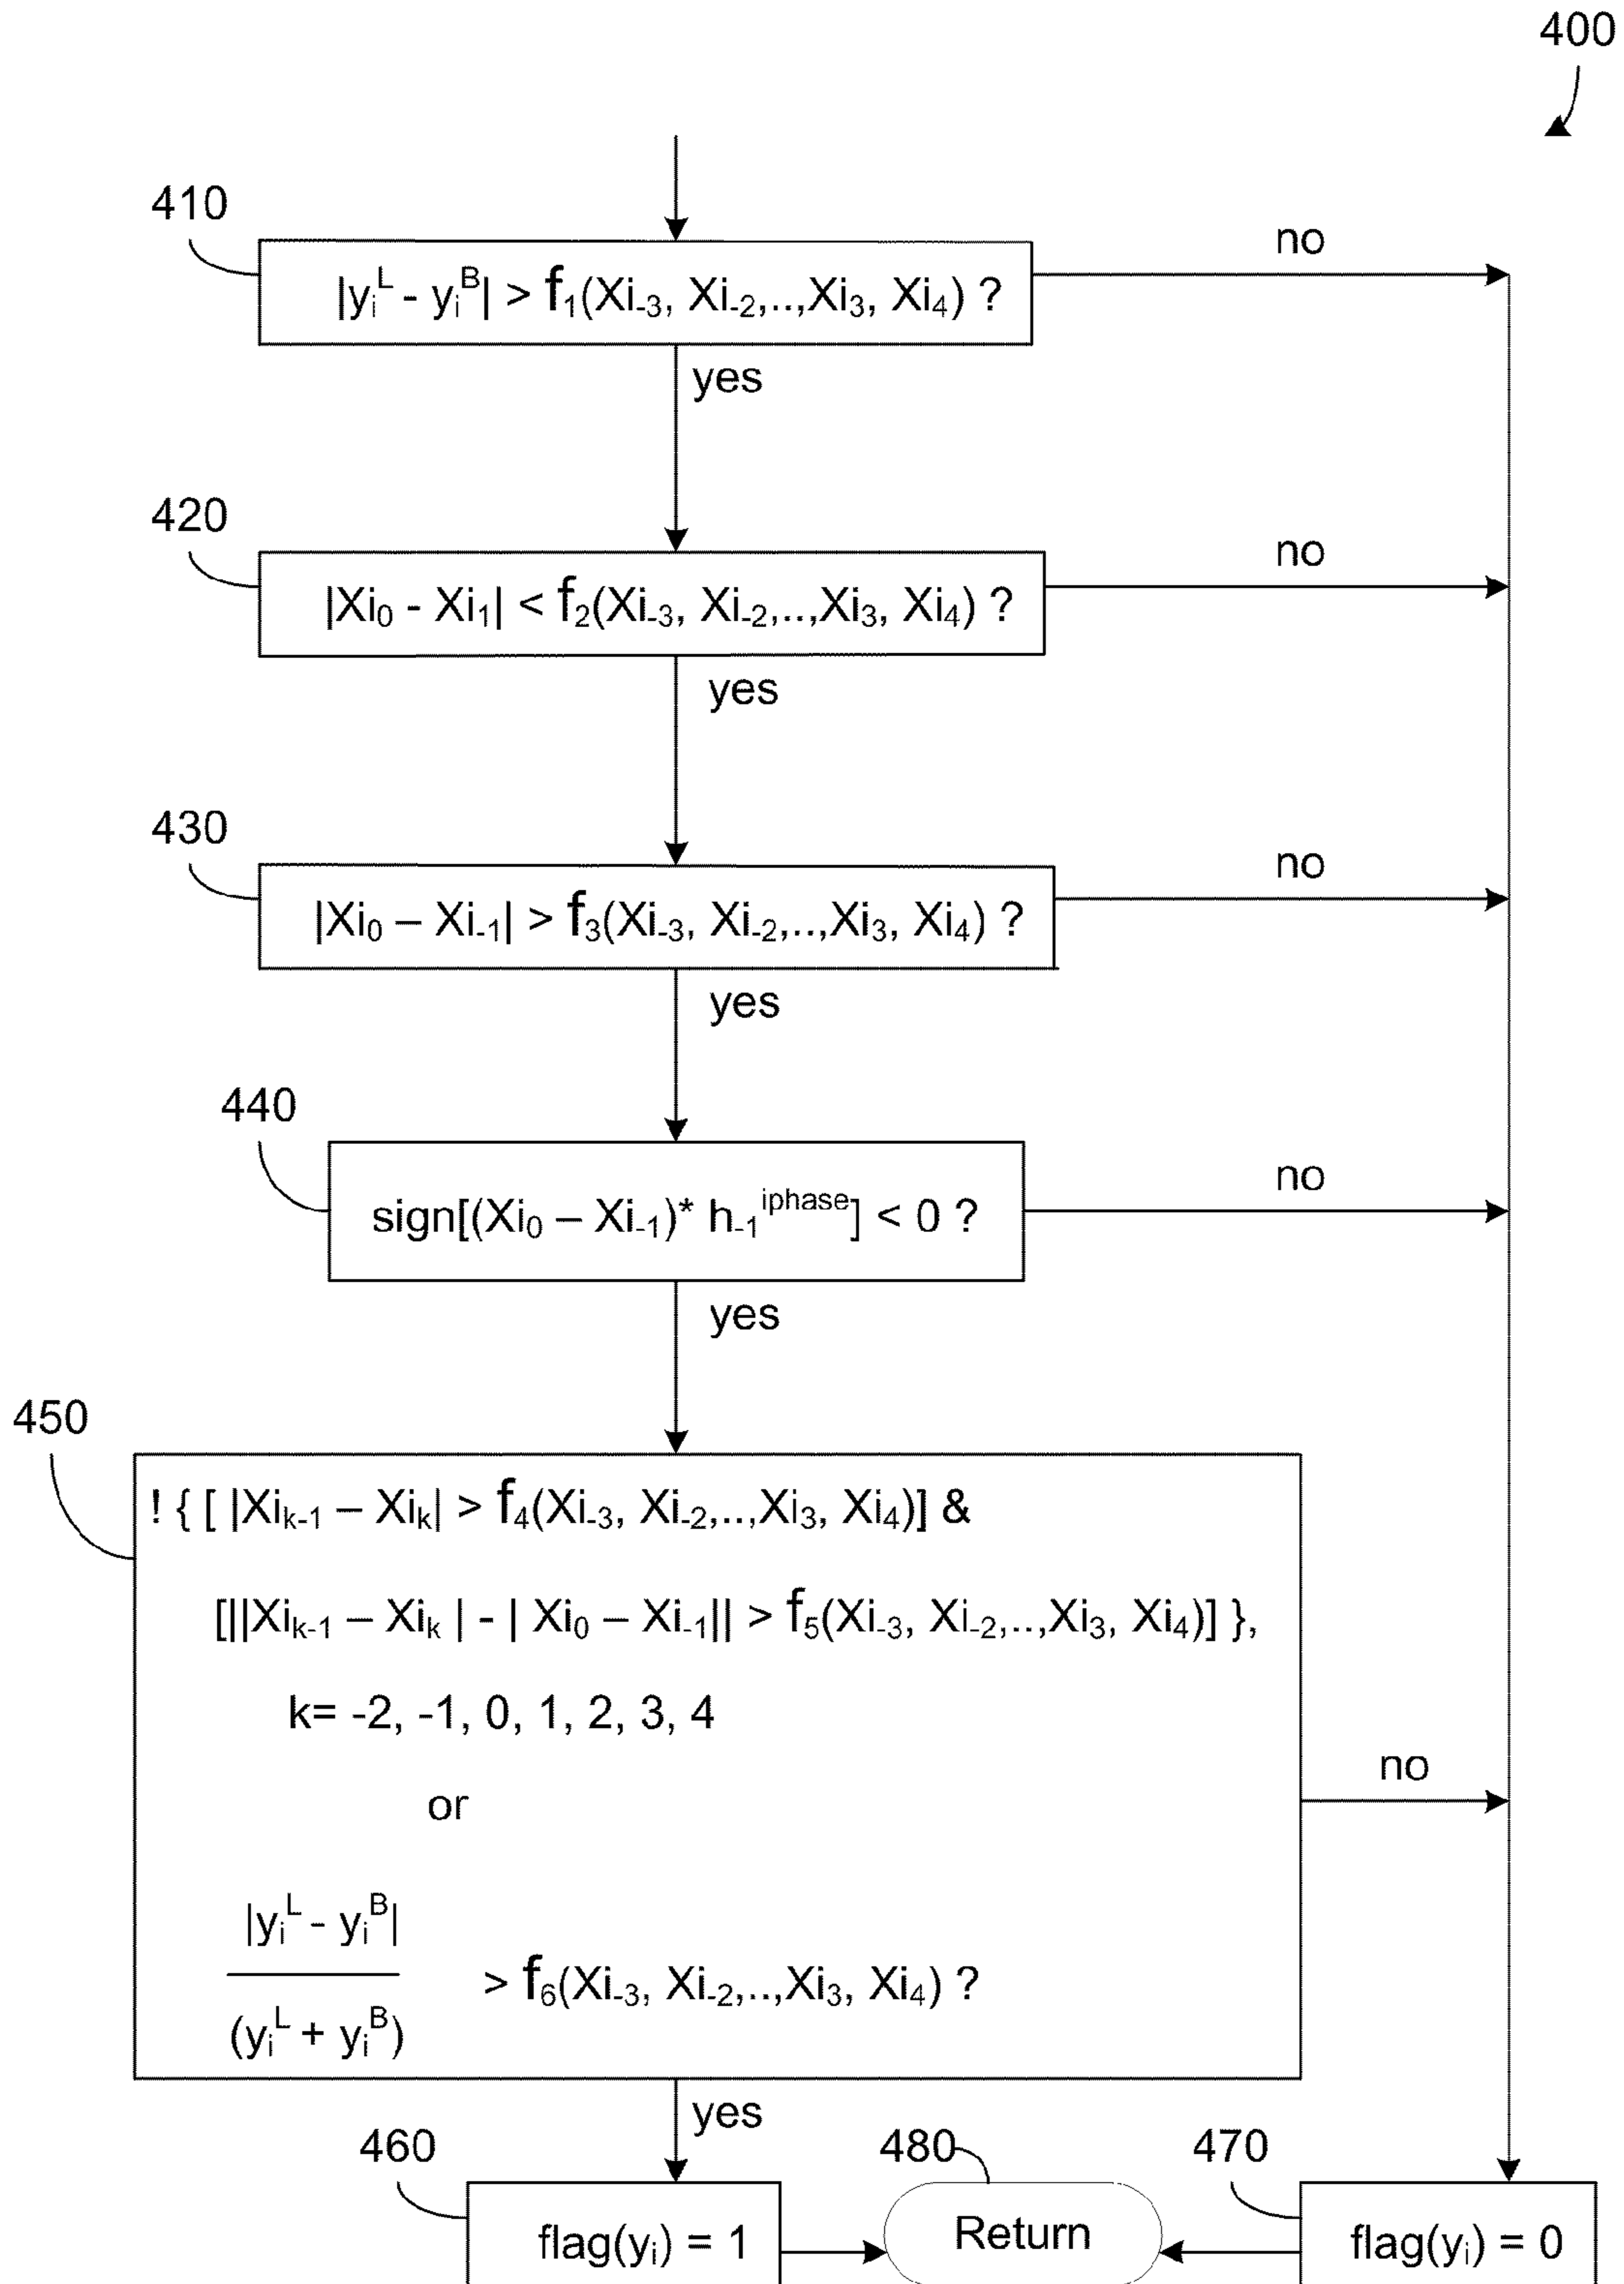 400
410
|yᵢᴸ - yᵢᴮ| > f₁(Xi₋₃, Xi₋₂,..,Xi₃, Xi₄) ?
no
yes
420
|Xi₀ - Xi₁| < f₂(Xi₋₃, Xi₋₂,..,Xi₃, Xi₄) ?
no
yes
430
|Xi₀ – Xi₋₁| > f₃(Xi₋₃, Xi₋₂,..,Xi₃, Xi₄) ?
no
yes
440
sign[(Xi₀ – Xi₋₁)* h₋₁ⁱᵖʰᵃˢᵉ] < 0 ?
no
yes
450
! { [ |Xiₖ₋₁ – Xiₖ| > f₄(Xi₋₃, Xi₋₂,..,Xi₃, Xi₄)] &
[||Xiₖ₋₁ – Xiₖ | - | Xi₀ – Xi₋₁|| > f₅(Xi₋₃, Xi₋₂,..,Xi₃, Xi₄)] },
k= -2, -1, 0, 1, 2, 3, 4
or
no
|yᵢᴸ - yᵢᴮ|
(yᵢᴸ + yᵢᴮ)
> f₆(Xi₋₃, Xi₋₂,..,Xi₃, Xi₄) ?
yes
460
480
470
flag(yᵢ) = 1
Return
flag(yᵢ) = 0